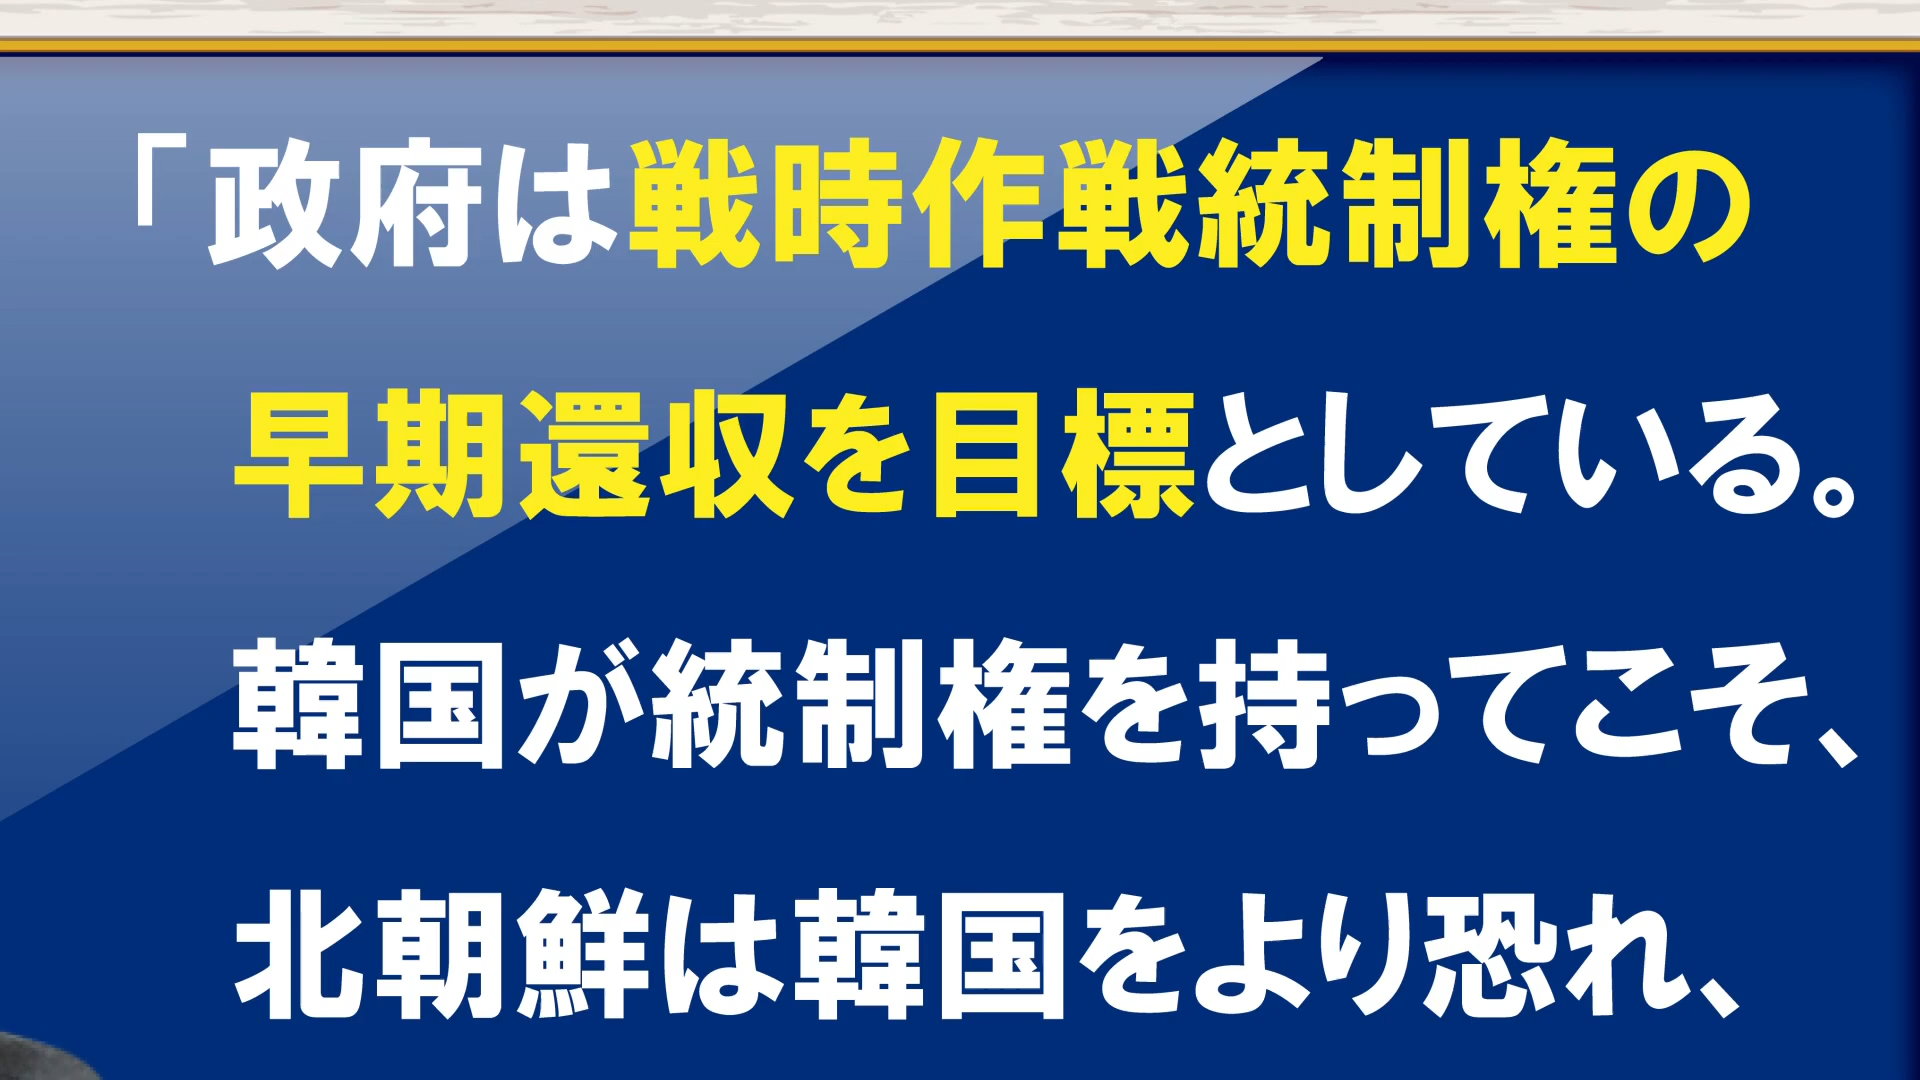 「政府は戦時作戦統制権の
早期還収を目標としている。
韓国が統制権を持ってこそ、
北朝鮮は韓国をより恐れ、